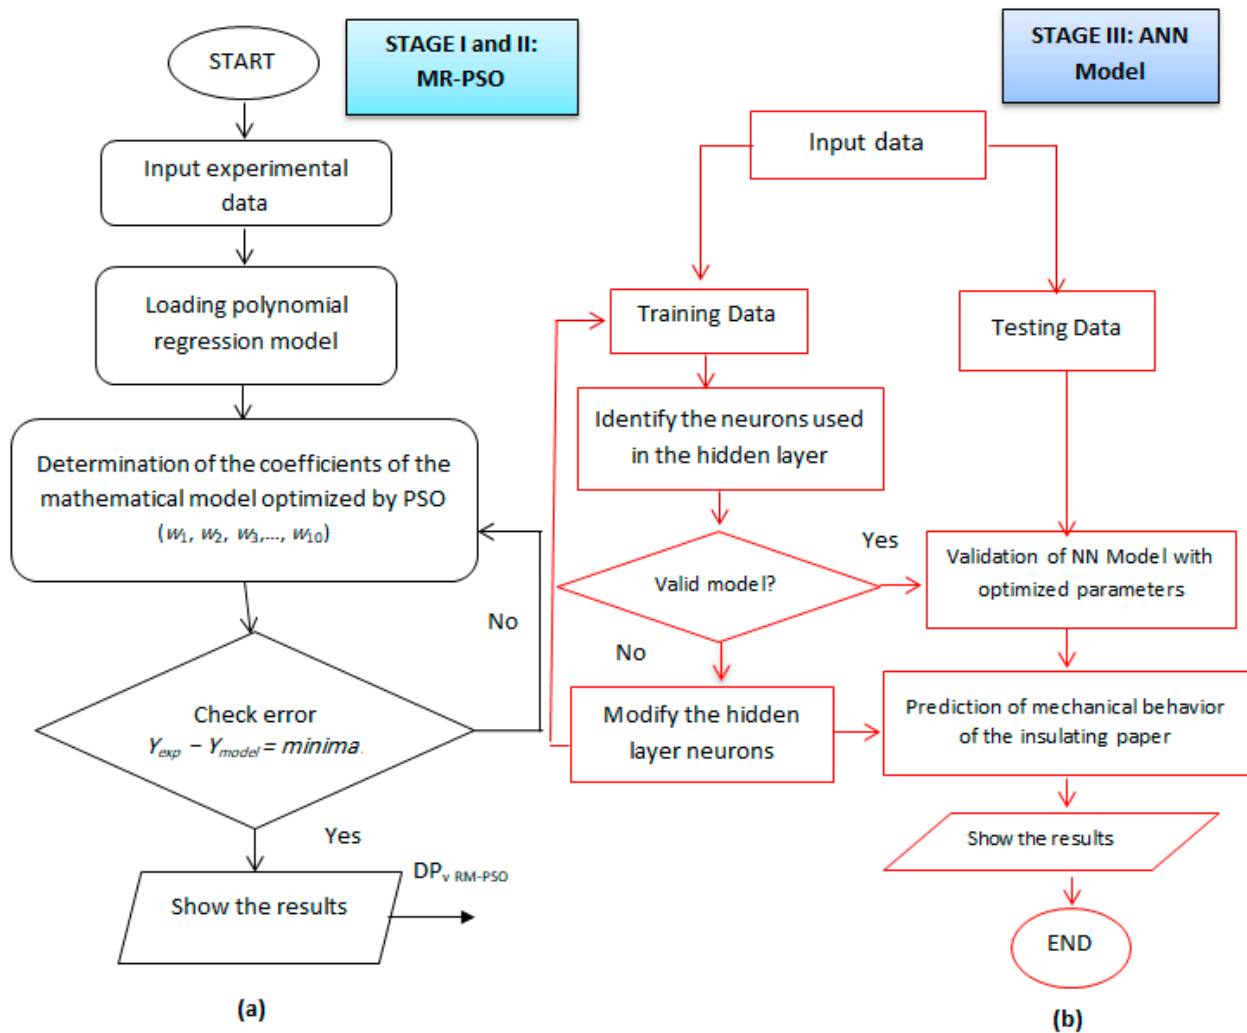 START
STAGE I and II:
MR-PSO
Input experimental
data
Loading polynomial
regression model
Determination of the coefficients of the
mathematical model optimized by PSO
(w1, w2, w3,..., w10)
No
Check error
Yexp – Ymodel = minima.
Yes
Show the results
DPv RM-PSO
(a)
STAGE III: ANN
Model
Input data
Training Data
Testing Data
Identify the neurons used
in the hidden layer
Yes
Valid model?
Validation of NN Model with
optimized parameters
No
Modify the hidden
layer neurons
Prediction of mechanical behavior
of the insulating paper
Show the results
END
(b)